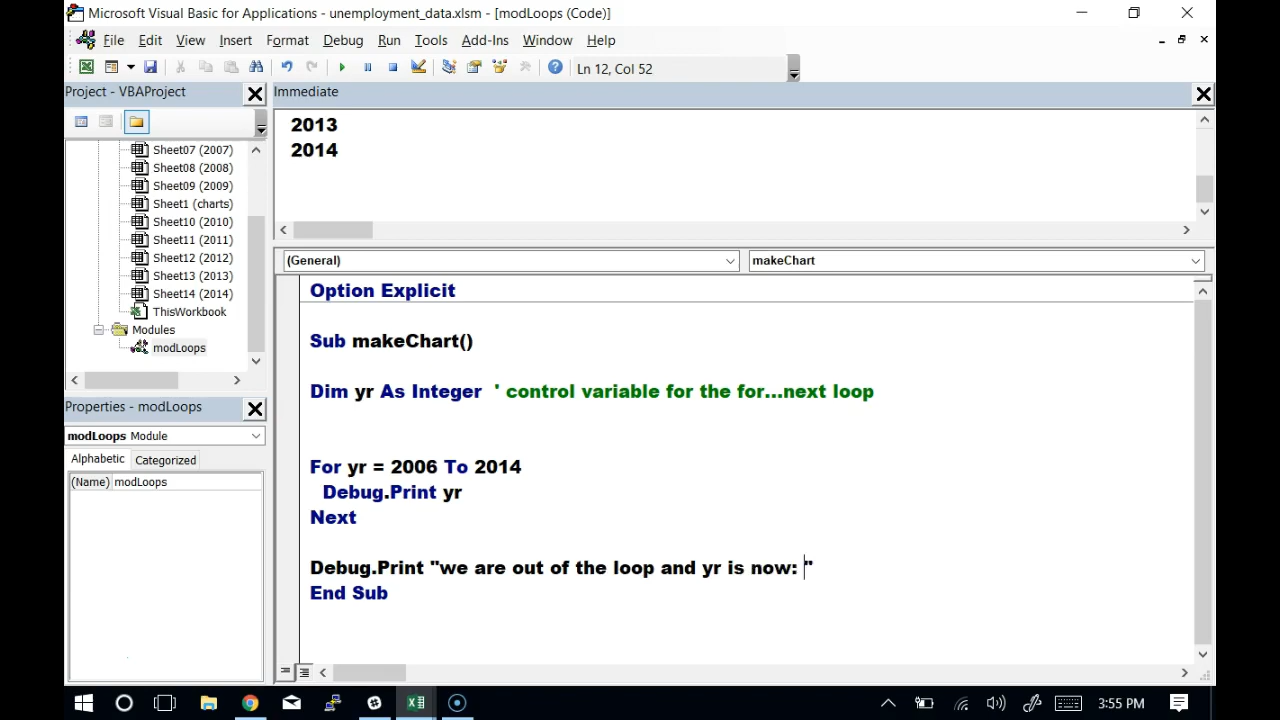 Microsoft Visual Basic for Applications - unemployment_data.xlsm - [modLoops (Code)]
File Edit View Insert Format Debug Run Tools Add-Ins Window Help
Ln 12, Col 52
Project - VBAProject
Sheet07 (2007)
Sheet08 (2008)
Sheet09 (2009)
Sheet1 (charts)
Sheet10 (2010)
Sheet11 (2011)
Sheet12 (2012)
Sheet13 (2013)
Sheet14 (2014)
ThisWorkbook
Modules
modLoops
Properties - modLoops
modLoops Module
Alphabetic Categorized
(Name) modLoops
Immediate
2013
2014
(General) makeChart
Option Explicit
Sub makeChart()
Dim yr As Integer ' control variable for the for...next loop
For yr = 2006 To 2014
Debug.Print yr
Next
Debug.Print "we are out of the loop and yr is now: "
End Sub
3:55 PM